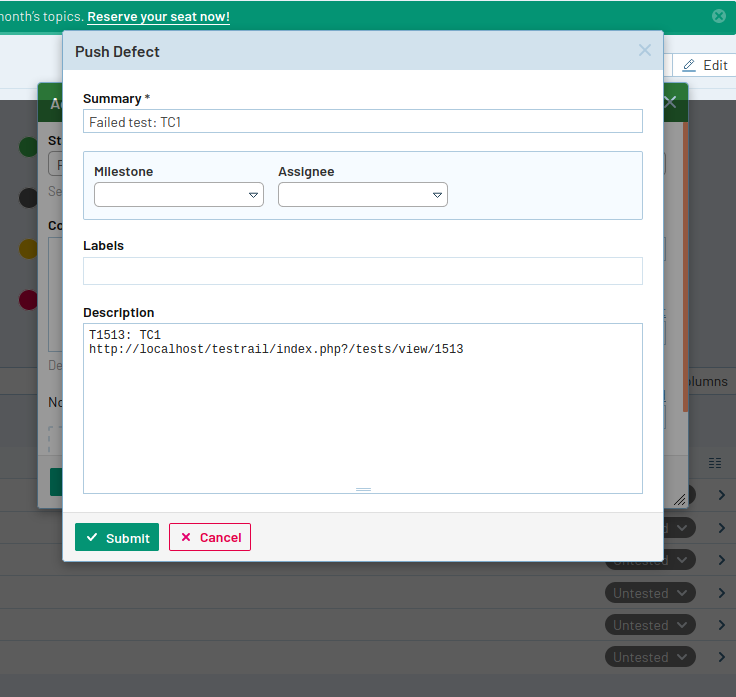 month's topics. Reserve your seat now!
Push Defect
Edit
Summary *
Failed test: TC1
Milestone
Assignee
Labels
Description
T1513: TC1
http://localhost/testrail/index.php?/tests/view/1513
Submit
Cancel
Untested
Untested
Untested
Untested